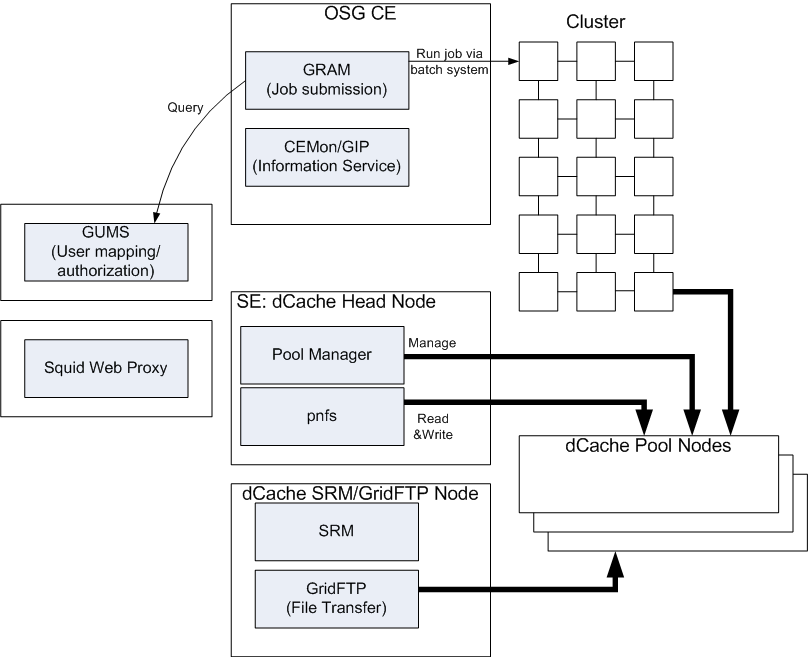 OSG CE
Cluster
GRAM
(Job submission)
Run job via
batch system
Query
CEMon/GIP
(Information Service)
GUMS
(User mapping/
authorization)
SE: dCache Head Node
Pool Manager
Manage
Squid Web Proxy
pnfs
Read
&Write
dCache Pool Nodes
dCache SRM/GridFTP Node
SRM
GridFTP
(File Transfer)